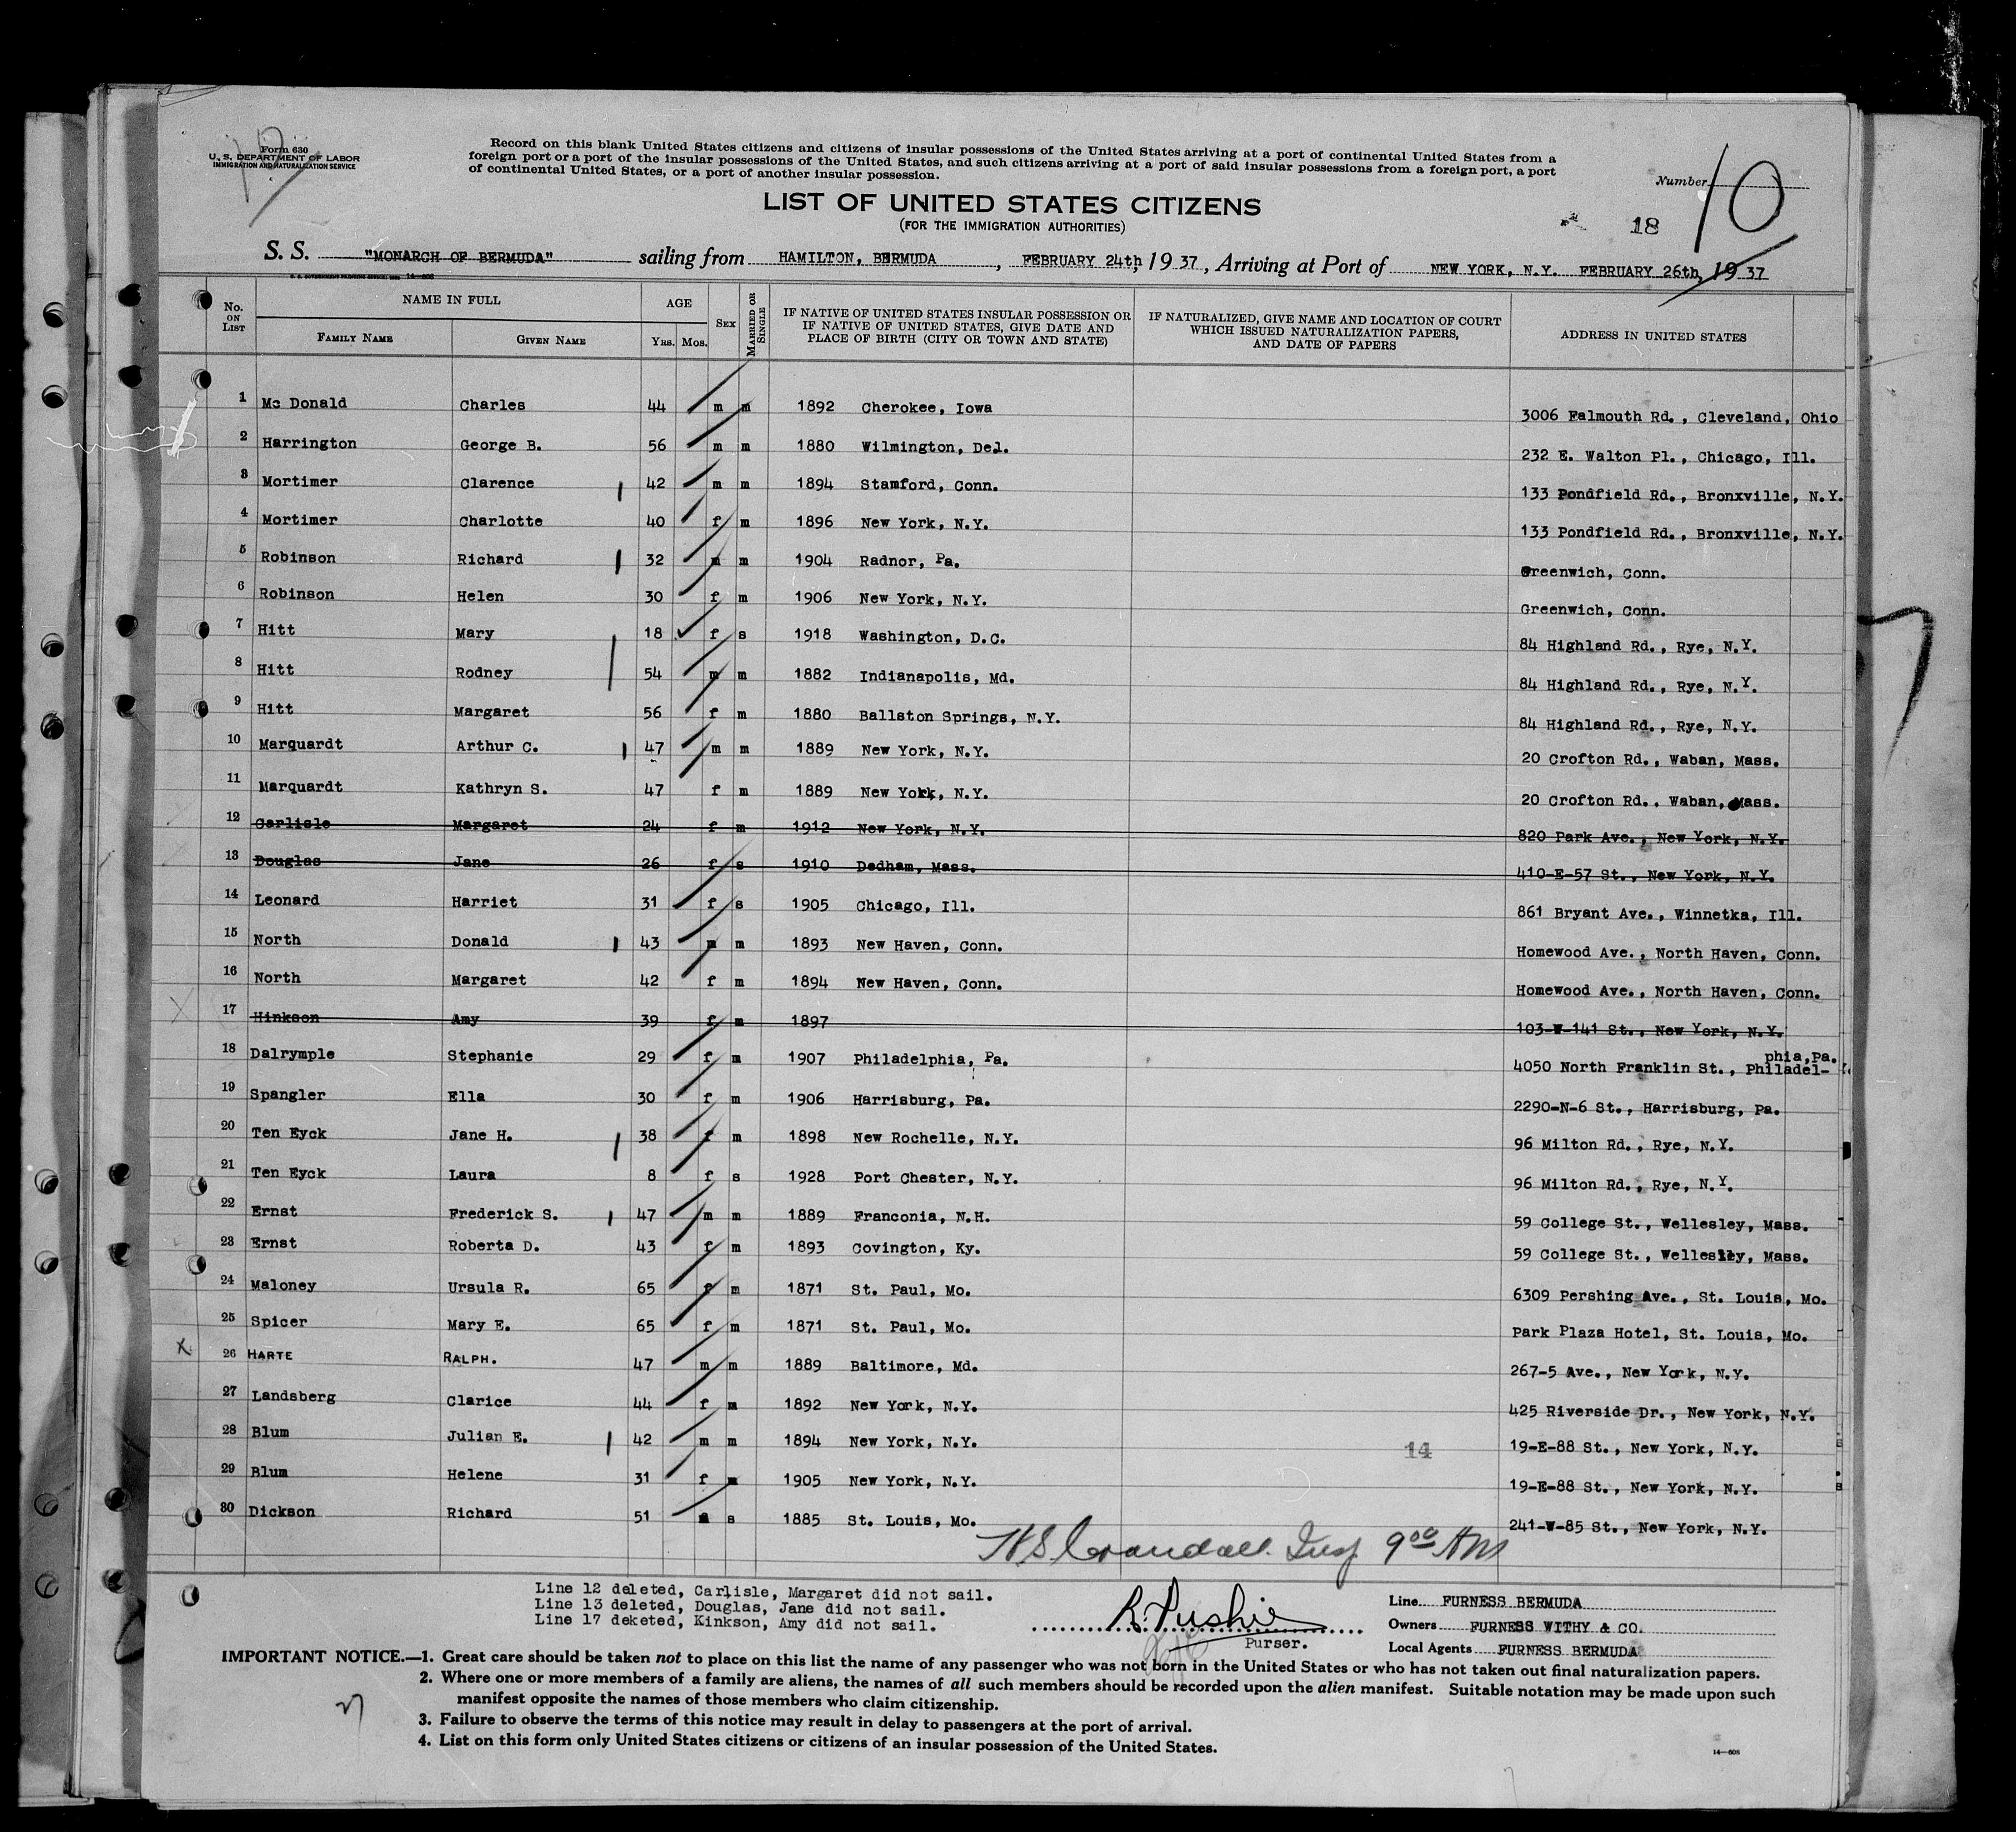 Form 630
U. S. DEPARTMENT OF LABOR
IMMIGRATION AND NATURALIZATION SERVICE
Record on this blank United States citizens and citizens of insular possessions of the United States arriving at a port of continental United States from a
foreign port or a port of the insular possessions of the United States, and such citizens arriving at a port of said insular possessions from a foreign port, a port
of continental United States, or a port of another insular possession.
Number 10
LIST OF UNITED STATES CITIZENS
(FOR THE IMMIGRATION AUTHORITIES)
18
S. S. "MONARCH OF BERMUDA" sailing from HAMILTON, BERMUDA, FEBRUARY 24th, 19 37, Arriving at Port of NEW YORK, N.Y. FEBRUARY 26th, 19 37
No. ON LIST NAME IN FULL FAMILY NAME GIVEN NAME AGE YRS. MOS. SEX MARRIED OR SINGLE IF NATIVE OF UNITED STATES INSULAR POSSESSION OR IF NATIVE OF UNITED STATES, GIVE DATE AND PLACE OF BIRTH (CITY OR TOWN AND STATE) IF NATURALIZED, GIVE NAME AND LOCATION OF COURT WHICH ISSUED NATURALIZATION PAPERS, AND DATE OF PAPERS ADDRESS IN UNITED STATES
1 Mc Donald Charles 44 m m 1892 Cherokee, Iowa 3006 Falmouth Rd., Cleveland, Ohio
2 Harrington George B. 56 m m 1880 Wilmington, Del. 232 E. Walton Pl., Chicago, Ill.
3 Mortimer Clarence 42 m m 1894 Stamford, Conn. 133 Pondfield Rd., Bronxville, N.Y.
4 Mortimer Charlotte 40 f m 1896 New York, N.Y. 133 Pondfield Rd., Bronxville, N.Y.
5 Robinson Richard 32 m m 1904 Radnor, Pa. Greenwich, Conn.
6 Robinson Helen 30 f m 1906 New York, N.Y. Greenwich, Conn.
7 Hitt Mary 18 f s 1918 Washington, D.C. 84 Highland Rd., Rye, N.Y.
8 Hitt Rodney 54 m m 1882 Indianapolis, Md. 84 Highland Rd., Rye, N.Y.
9 Hitt Margaret 56 f m 1880 Ballston Springs, N.Y. 84 Highland Rd., Rye, N.Y.
10 Marquardt Arthur C. 47 m m 1889 New York, N.Y. 20 Crofton Rd., Waban, Mass.
11 Marquardt Kathryn S. 47 f m 1889 New York, N.Y. 20 Crofton Rd., Waban, Mass.
12 Carlisle Margaret 24 f m 1912 New York, N.Y. 820 Park Ave., New York, N.Y.
13 Douglas Jane 26 f s 1910 Dedham, Mass. 410-E-57 St., New York, N.Y.
14 Leonard Harriet 31 f s 1905 Chicago, Ill. 861 Bryant Ave., Winnetka, Ill.
15 North Donald 43 m m 1893 New Haven, Conn. Homewood Ave., North Haven, Conn.
16 North Margaret 42 f m 1894 New Haven, Conn. Homewood Ave., North Haven, Conn.
17 Hinkson Amy 39 f m 1897 103-W-141 St., New York, N.Y.
18 Dalrymple Stephanie 29 f m 1907 Philadelphia, Pa. 4050 North Franklin St., Philadel-phia, Pa.
19 Spangler Ella 30 f m 1906 Harrisburg, Pa. 2290-N-6 St., Harrisburg, Pa.
20 Ten Eyck Jane H. 38 f m 1898 New Rochelle, N.Y. 96 Milton Rd., Rye, N.Y.
21 Ten Eyck Laura 8 f s 1928 Port Chester, N.Y. 96 Milton Rd., Rye, N.Y.
22 Ernst Frederick S. 47 m m 1889 Franconia, N.H. 59 College St., Wellesley, Mass.
23 Ernst Roberta D. 43 f m 1893 Covington, Ky. 59 College St., Wellesley, Mass.
24 Maloney Ursula R. 65 f m 1871 St. Paul, Mo. 6309 Pershing Ave., St. Louis, Mo.
25 Spicer Mary E. 65 f m 1871 St. Paul, Mo. Park Plaza Hotel, St. Louis, Mo.
26 HARTE RALPH. 47 m m 1889 Baltimore, Md. 267-5 Ave., New York, N.Y.
27 Landsberg Clarice 44 f m 1892 New York, N.Y. 425 Riverside Dr., New York, N.Y.
28 Blum Julian E. 42 m m 1894 New York, N.Y. 14 19-E-88 St., New York, N.Y.
29 Blum Helene 31 f m 1905 New York, N.Y. 19-E-88 St., New York, N.Y.
30 Dickson Richard 51 s 1885 St. Louis, Mo. 241-W-85 St., New York, N.Y.
HS Crandall Insp 9 00 AM
Line 12 deleted, Carlisle, Margaret did not sail.
Line 13 deleted, Douglas, Jane did not sail.
Line 17 deketed, Kinkson, Amy did not sail.
R. Pushie
Purser.
Line FURNESS BERMUDA
Owners FURNESS WITHY & CO.
Local Agents FURNESS BERMUDA
IMPORTANT NOTICE.—1. Great care should be taken not to place on this list the name of any passenger who was not born in the United States or who has not taken out final naturalization papers.
2. Where one or more members of a family are aliens, the names of all such members should be recorded upon the alien manifest. Suitable notation may be made upon such
manifest opposite the names of those members who claim citizenship.
3. Failure to observe the terms of this notice may result in delay to passengers at the port of arrival.
4. List on this form only United States citizens or citizens of an insular possession of the United States.
27
14—608